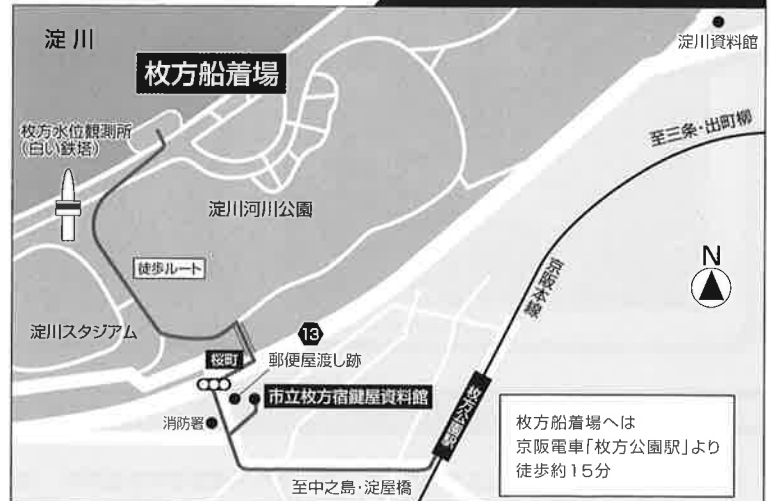 淀川
枚方船着場
淀川資料館
枚方水位観測所
(白い鉄塔)
至三条・出町柳
淀川河川公園
N
徒歩ルート
京阪本線
淀川スタジアム
13
桜町
郵便屋渡し跡
市立枚方宿鍵屋資料館
枚方公園駅
消防署
枚方船着場へは
京阪電車「枚方公園駅」より
徒歩約15分
至中之島・淀屋橋